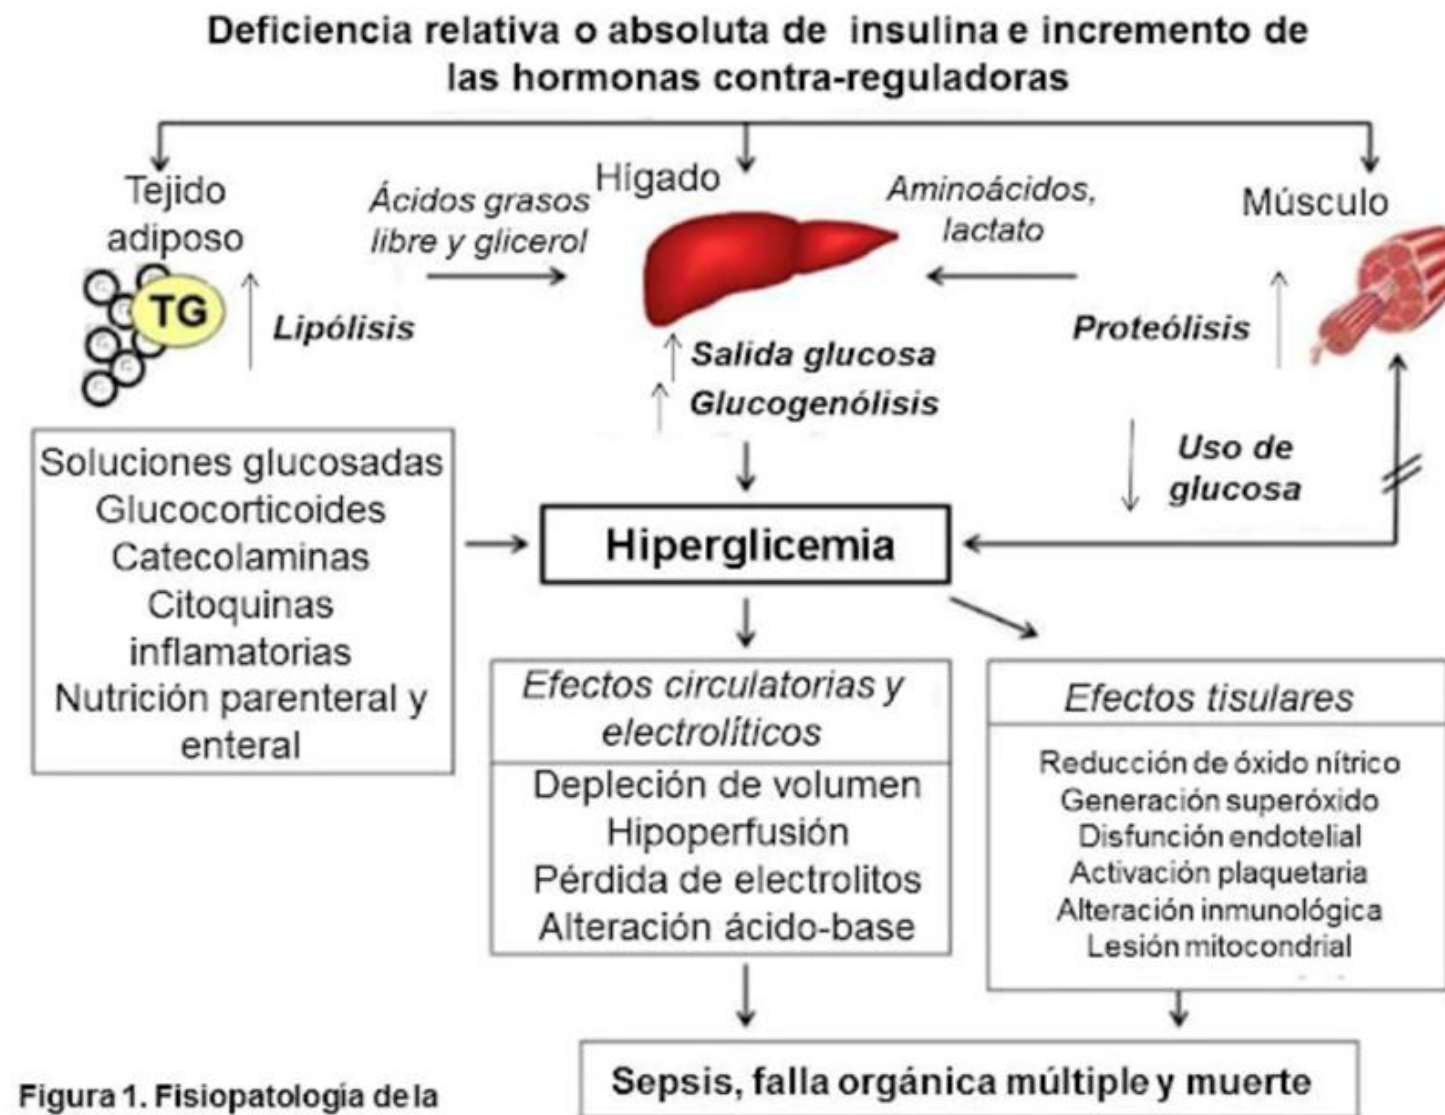 Deficiencia relativa o absoluta de insulina e incremento de
las hormonas contra-reguladoras
Tejido
adiposo
Ácidos grasos
libre y glicerol
Hígado
Aminoácidos,
lactato
Músculo
TG
Lipólisis
Salida glucosa
Glucogenólisis
Proteólisis
Uso de
glucosa
Soluciones glucosadas
Glucocorticoides
Catecolaminas
Citoquinas
inflamatorias
Nutrición parenteral y
enteral
Hiperglicemia
Efectos circulatorias y
electrolíticos
Depleción de volumen
Hipoperfusión
Pérdida de electrolitos
Alteración ácido-base
Efectos tisulares
Reducción de óxido nítrico
Generación superóxido
Disfunción endotelial
Activación plaquetaria
Alteración inmunológica
Lesión mitocondrial
Sepsis, falla orgánica múltiple y muerte
Figura 1. Fisiopatología de la